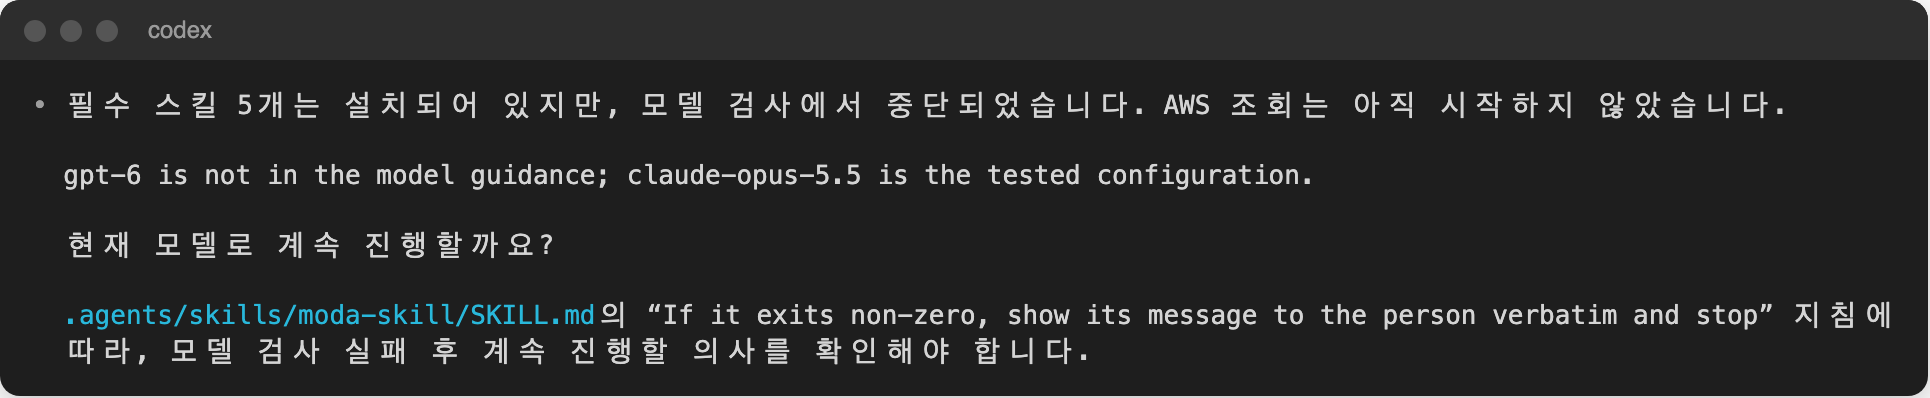 codex
• 필수 스킬 5개는 설치되어 있지만, 모델 검사에서 중단되었습니다. AWS 조회는 아직 시작하지 않았습니다.
gpt-6 is not in the model guidance; claude-opus-5.5 is the tested configuration.
현재 모델로 계속 진행할까요?
.agents/skills/moda-skill/SKILL.md의 “If it exits non-zero, show its message to the person verbatim and stop” 지침에
따라, 모델 검사 실패 후 계속 진행할 의사를 확인해야 합니다.